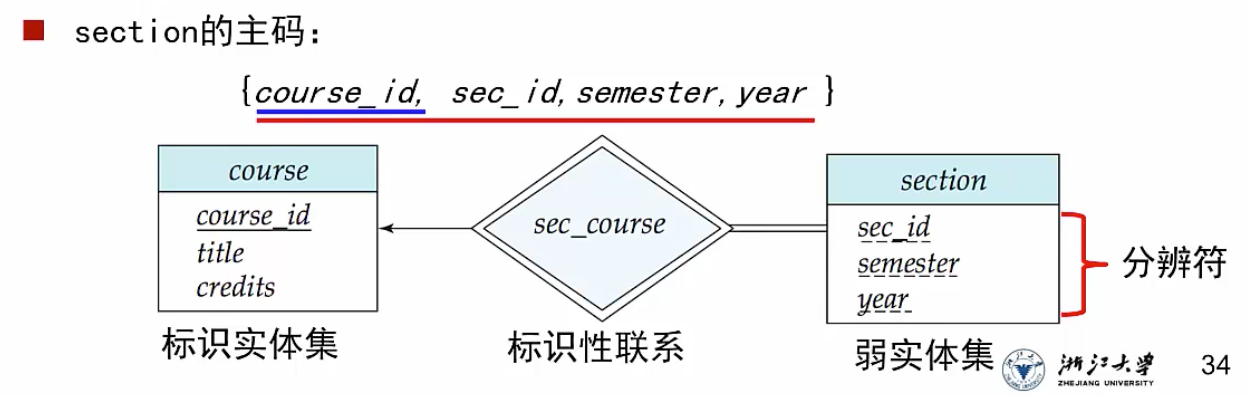 section的主码：
{course_id, sec_id, semester, year }
course
course_id
title
credits
sec_course
section
sec_id
semester
year
分辨符
标识实体集
标识性联系
弱实体集
浙江大学
ZHEJIANG UNIVERSITY
34